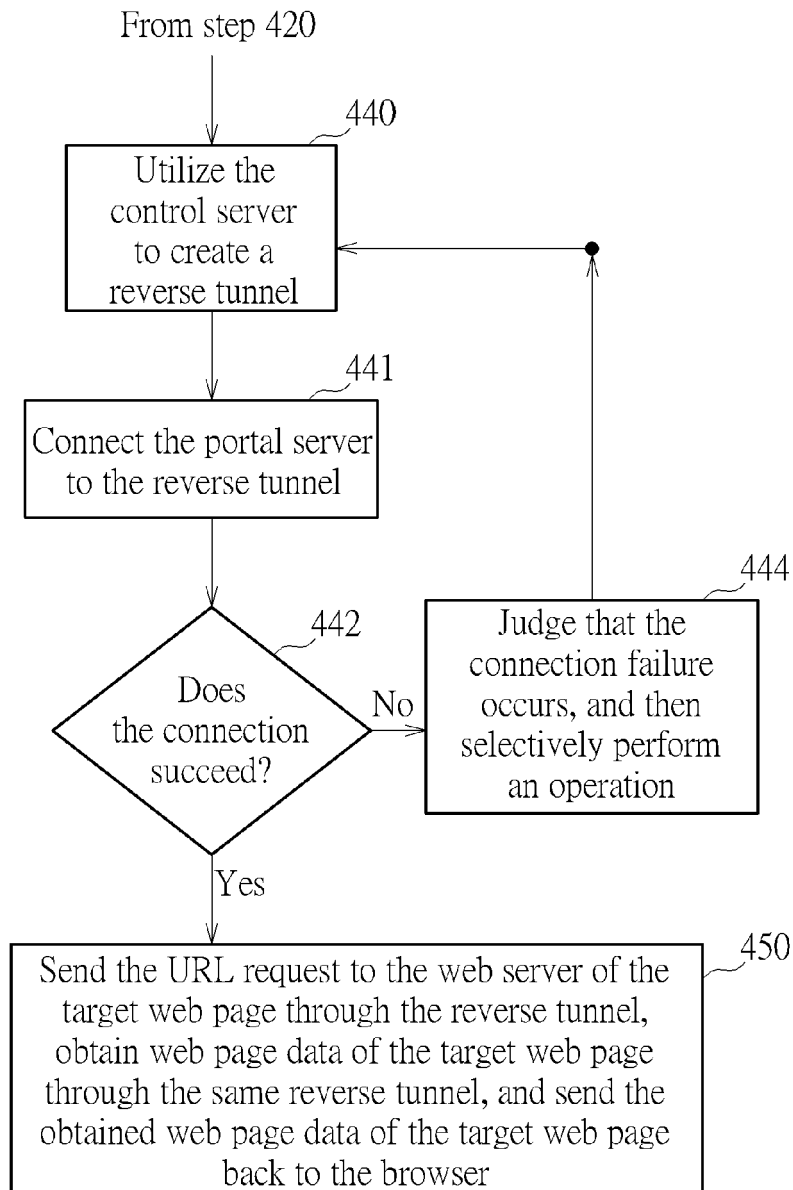 From step 420
440
Utilize the
control server
to create a
reverse tunnel
441
Connect the portal server
to the reverse tunnel
442
Does
the connection
succeed?
No
444
Judge that the
connection failure
occurs, and then
selectively perform
an operation
Yes
450
Send the URL request to the web server of the
target web page through the reverse tunnel,
obtain web page data of the target web page
through the same reverse tunnel, and send the
obtained web page data of the target web page
back to the browser